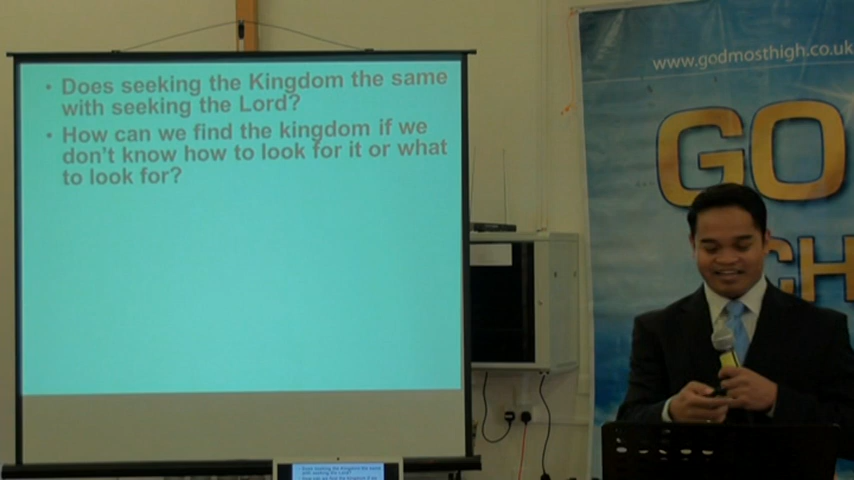 • Does seeking the Kingdom the same
with seeking the Lord?
• How can we find the kingdom if we
don't know how to look for it or what
to look for?
www.godmosthigh.co.uk
GO
CH